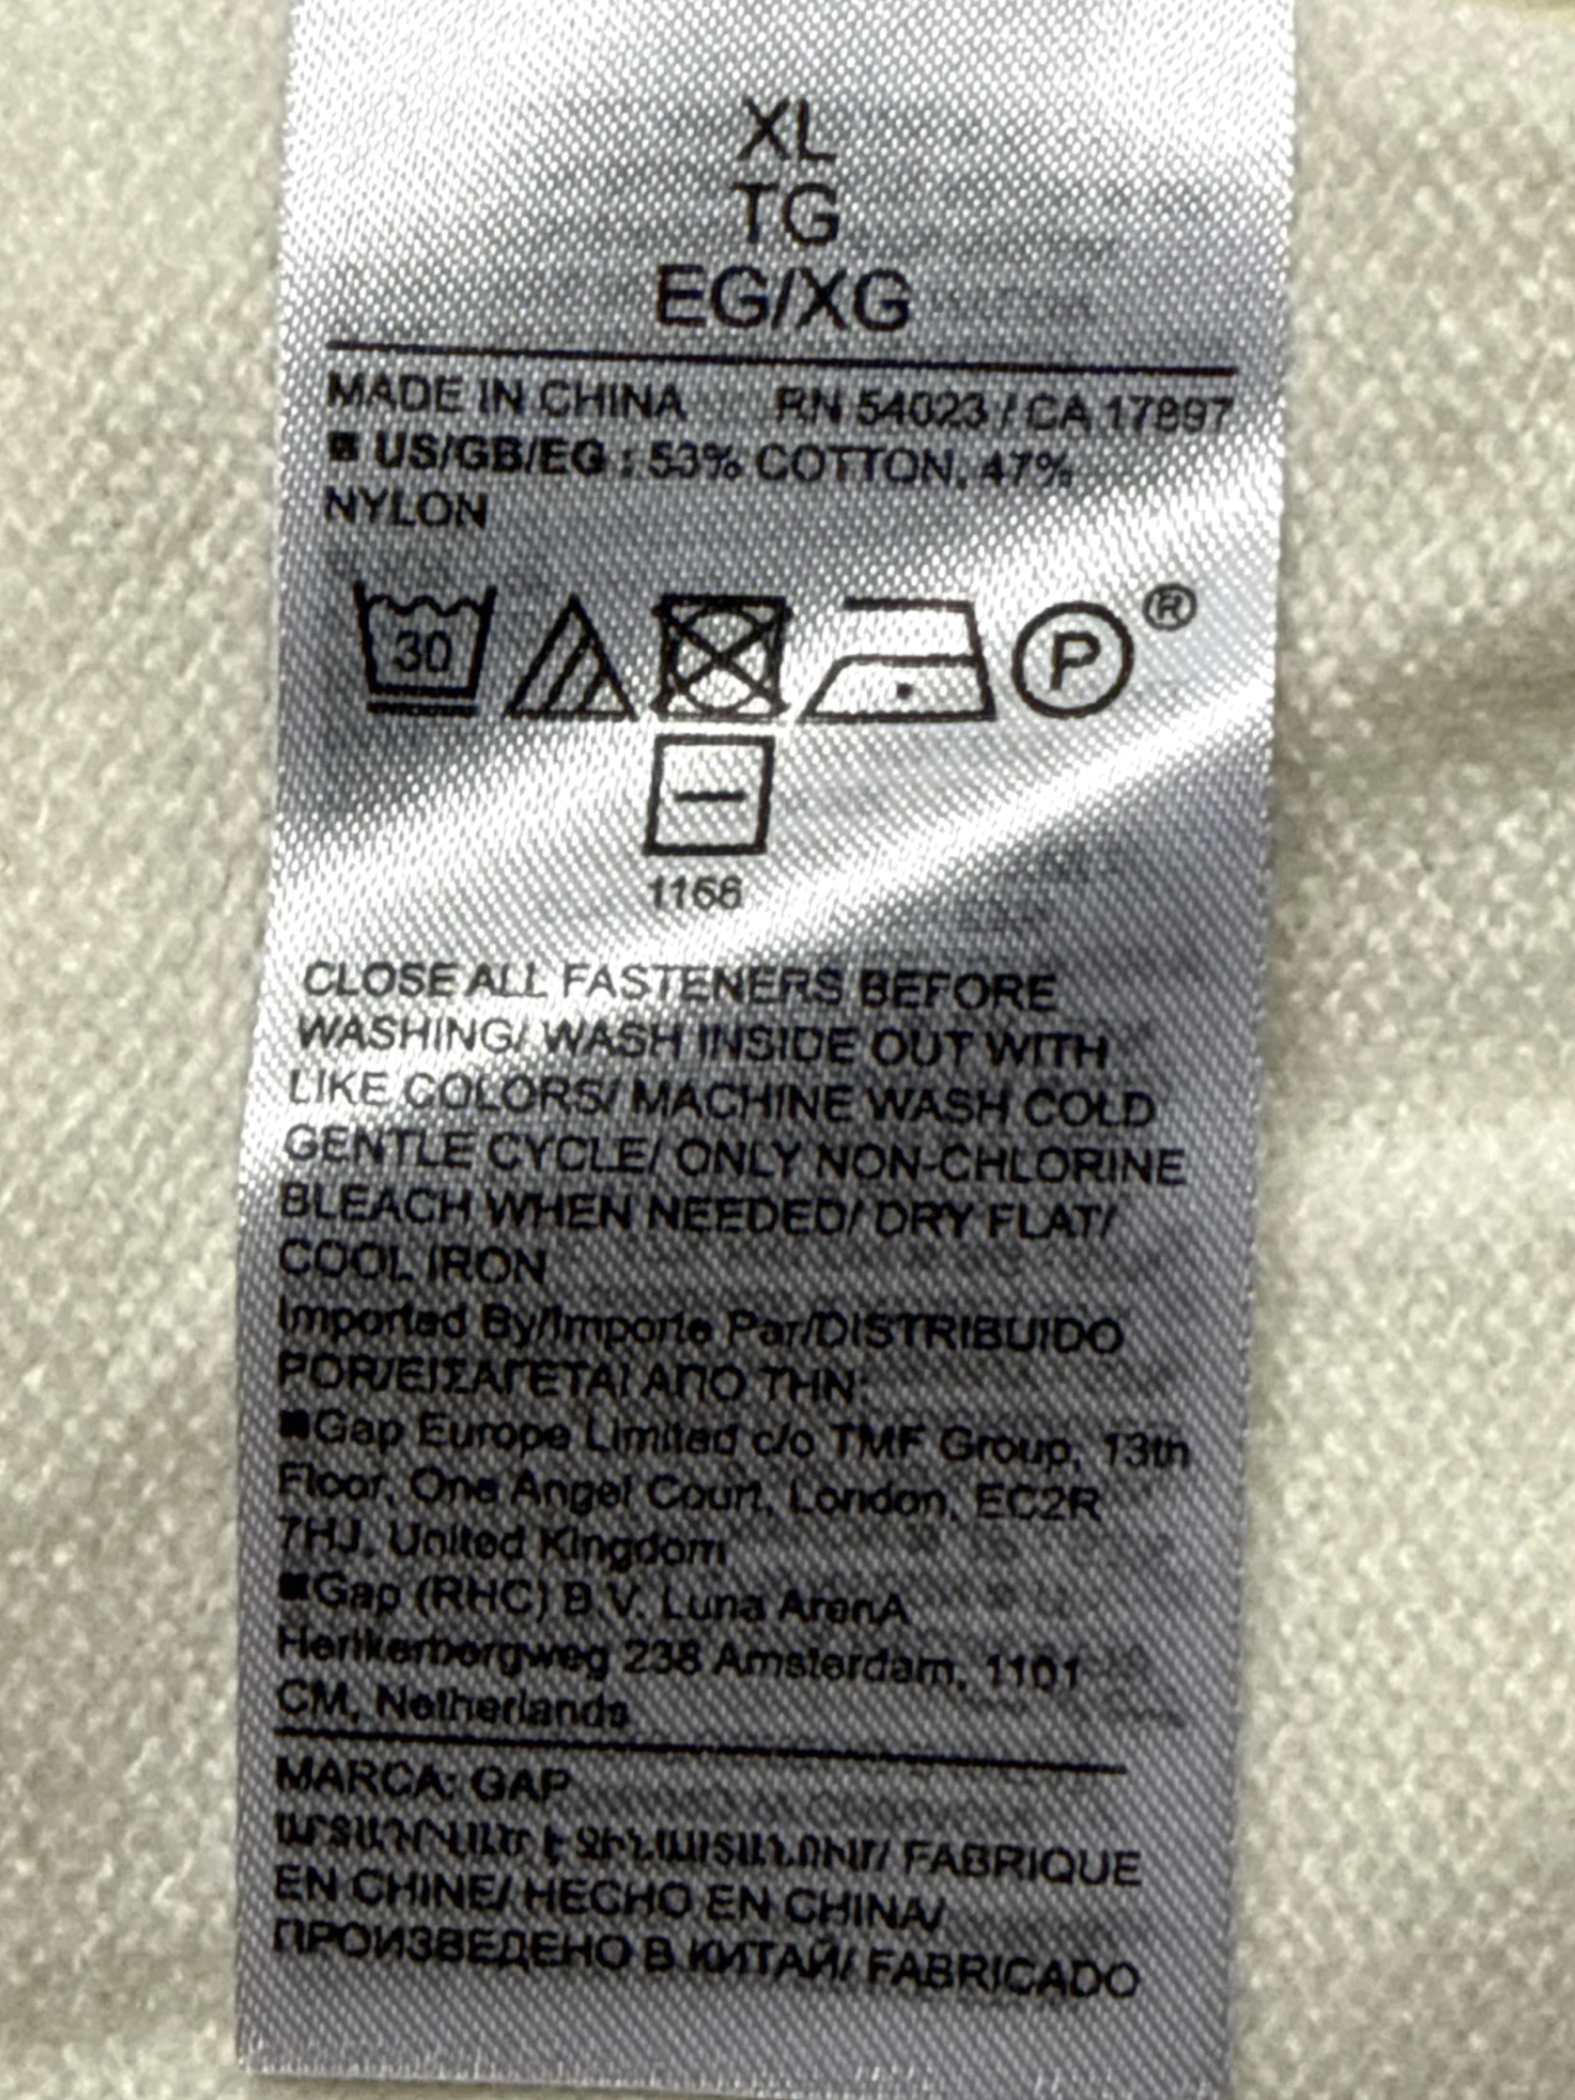 XL
TG
EG/XG
MADE IN CHINA RN 54023 / CA 17897
US/GB/EG : 53% COTTON, 47%
NYLON
30
P ®
1166
CLOSE ALL FASTENERS BEFORE
WASHING/ WASH INSIDE OUT WITH
LIKE COLORS/ MACHINE WASH COLD
GENTLE CYCLE/ ONLY NON-CHLORINE
BLEACH WHEN NEEDED/ DRY FLAT/
COOL IRON
Imported By/Importe Par/DISTRIBUIDO
POR/ΕΙΣΑΓΕΤΑΙ ΑΠΟ ΤΗΝ:
Gap Europe Limited c/o TMF Group, 13th
Floor, One Angel Court, London, EC2R
7HJ, United Kingdom
Gap (RHC) B.V. Luna ArenA
Herikerbergweg 238 Amsterdam, 1101
CM, Netherlands
MARCA: GAP
ԱՐՏԱԴՐՎԱԾ Է ՉԻՆԱՍՏԱՆՈՒՄ/ FABRIQUE
EN CHINE/ HECHO EN CHINA/
ПРОИЗВЕДЕНО В КИТАЙ/ FABRICADO